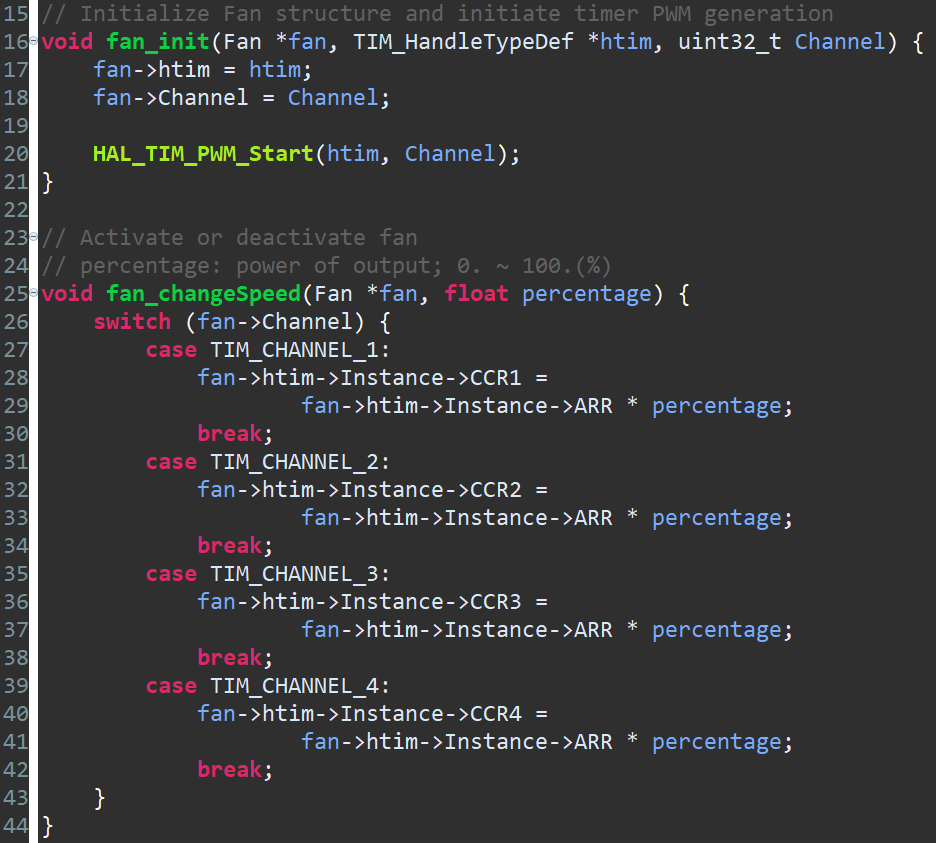 15 // Initialize Fan structure and initiate timer PWM generation
16 void fan_init(Fan *fan, TIM_HandleTypeDef *htim, uint32_t Channel) {
17     fan->htim = htim;
18     fan->Channel = Channel;
19
20     HAL_TIM_PWM_Start(htim, Channel);
21 }
22
23 // Activate or deactivate fan
24 // percentage: power of output; 0. ~ 100.(%)
25 void fan_changeSpeed(Fan *fan, float percentage) {
26     switch (fan->Channel) {
27         case TIM_CHANNEL_1:
28             fan->htim->Instance->CCR1 =
29                     fan->htim->Instance->ARR * percentage;
30             break;
31         case TIM_CHANNEL_2:
32             fan->htim->Instance->CCR2 =
33                     fan->htim->Instance->ARR * percentage;
34             break;
35         case TIM_CHANNEL_3:
36             fan->htim->Instance->CCR3 =
37                     fan->htim->Instance->ARR * percentage;
38             break;
39         case TIM_CHANNEL_4:
40             fan->htim->Instance->CCR4 =
41                     fan->htim->Instance->ARR * percentage;
42             break;
43     }
44 }